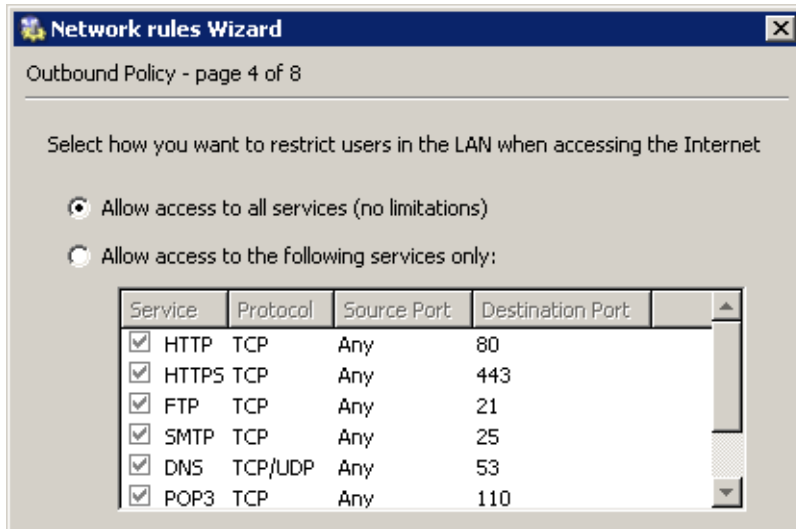 Network rules Wizard
Outbound Policy - page 4 of 8
Select how you want to restrict users in the LAN when accessing the Internet
Allow access to all services (no limitations)
Allow access to the following services only:
Service Protocol Source Port Destination Port
HTTP TCP Any 80
HTTPS TCP Any 443
FTP TCP Any 21
SMTP TCP Any 25
DNS TCP/UDP Any 53
POP3 TCP Any 110